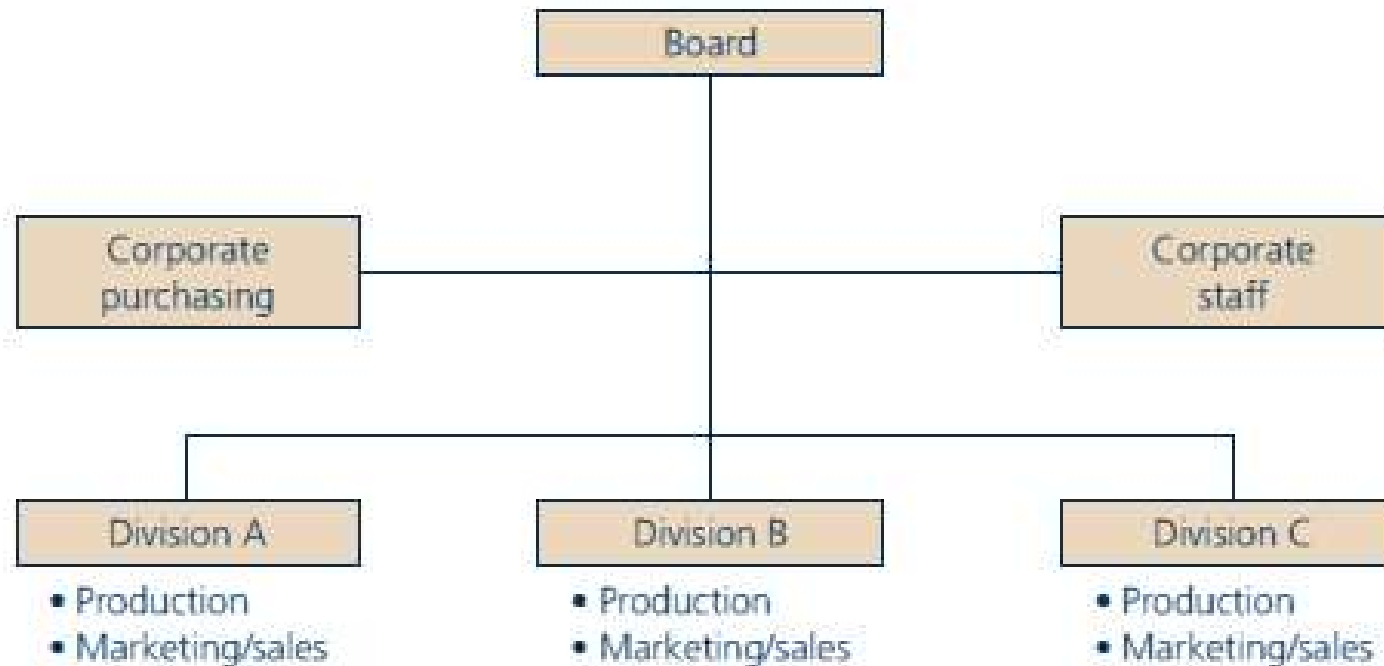 Board
Corporate
purchasing
Corporate
staff
Division A
• Production
• Marketing/sales
Division B
• Production
• Marketing/sales
Division C
• Production
• Marketing/sales